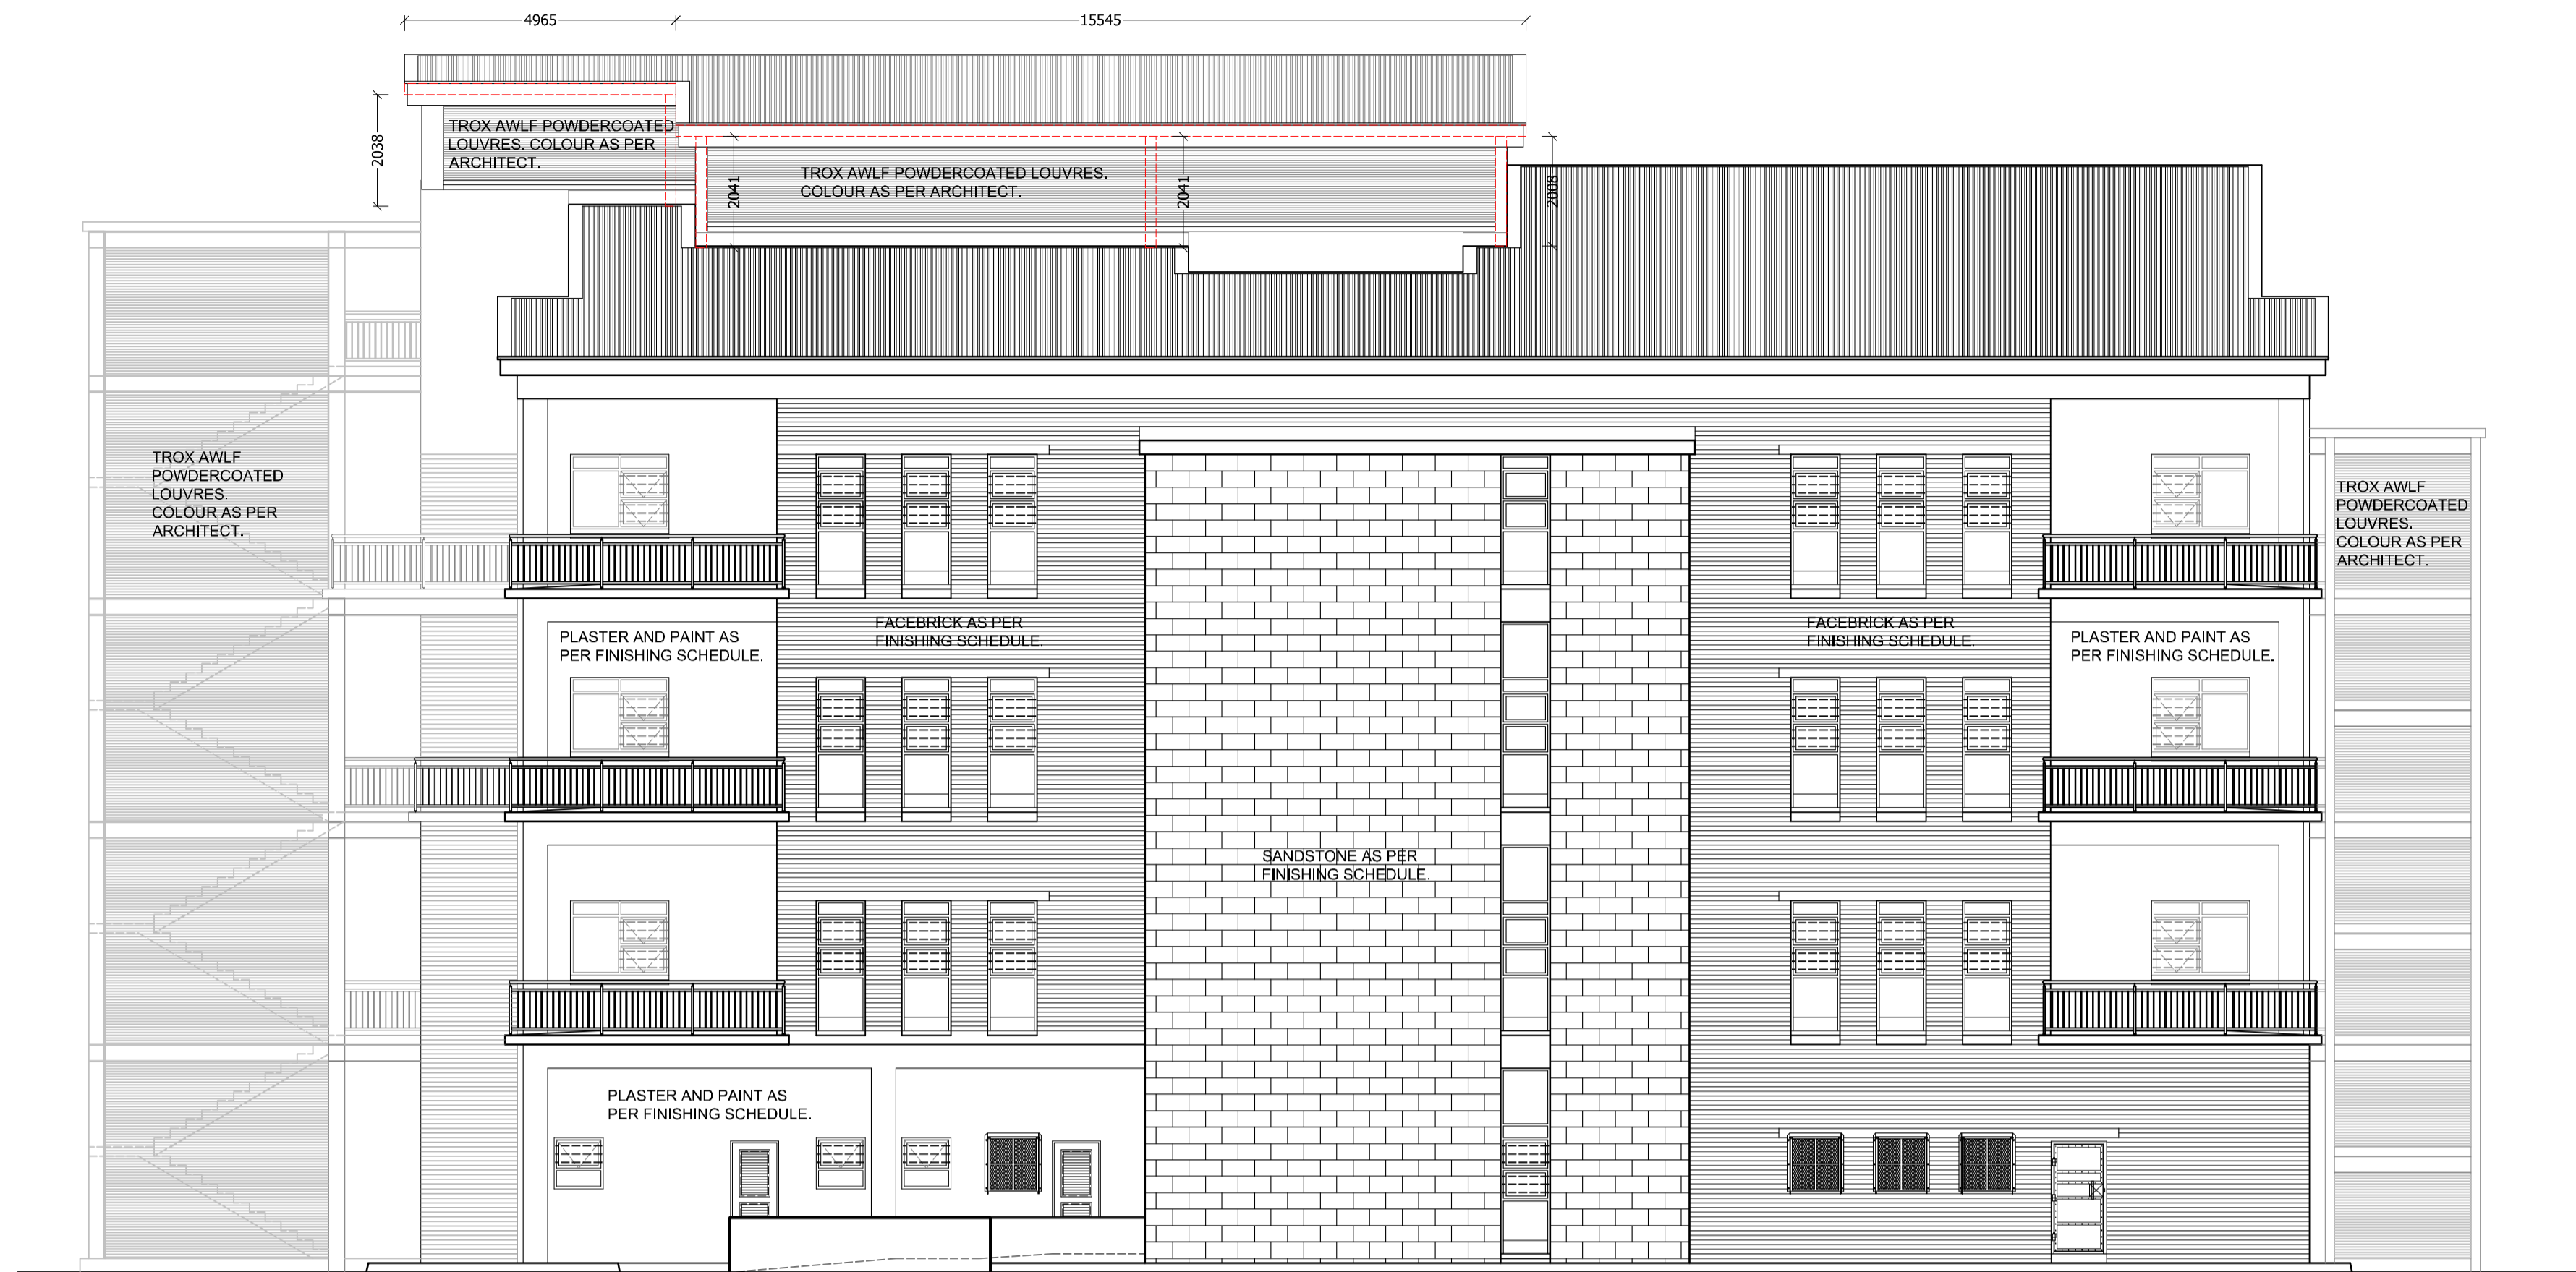 4965
15545
2038
TROX AWLF POWDERCOATED
LOUVRES. COLOUR AS PER
ARCHITECT.
2041
TROX AWLF POWDERCOATED LOUVRES.
COLOUR AS PER ARCHITECT.
2041
2008
TROX AWLF
POWDERCOATED
LOUVRES.
COLOUR AS PER
ARCHITECT.
TROX AWLF
POWDERCOATED
LOUVRES.
COLOUR AS PER
ARCHITECT.
PLASTER AND PAINT AS
PER FINISHING SCHEDULE.
FACEBRICK AS PER
FINISHING SCHEDULE.
FACEBRICK AS PER
FINISHING SCHEDULE.
PLASTER AND PAINT AS
PER FINISHING SCHEDULE.
SANDSTONE AS PER
FINISHING SCHEDULE.
PLASTER AND PAINT AS
PER FINISHING SCHEDULE.